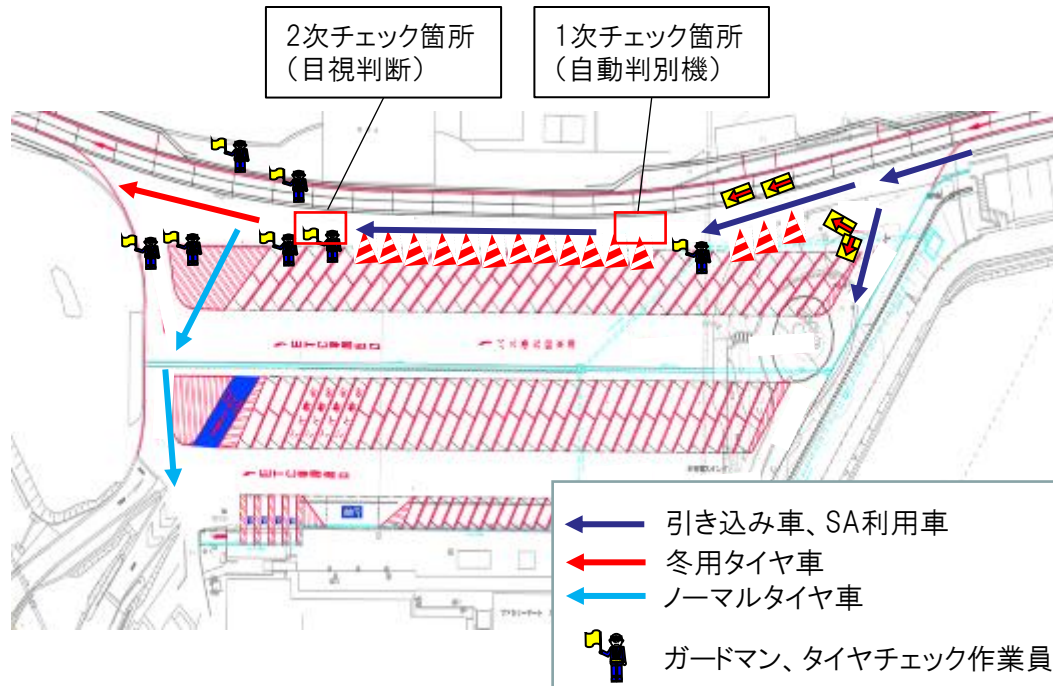 2次チェック箇所
（目視判断）
1次チェック箇所
（自動判別機）
引き込み車、SA利用車
冬用タイヤ車
ノーマルタイヤ車
ガードマン、タイヤチェック作業員